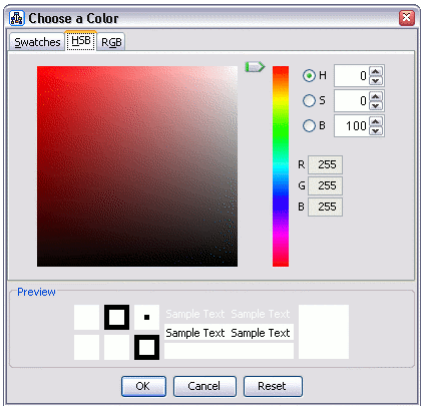 Choose a Color
Swatches HSB RGB
H 0
S 0
B 100
R 255
G 255
B 255
Preview
Sample Text Sample Text
Sample Text Sample Text
OK Cancel Reset